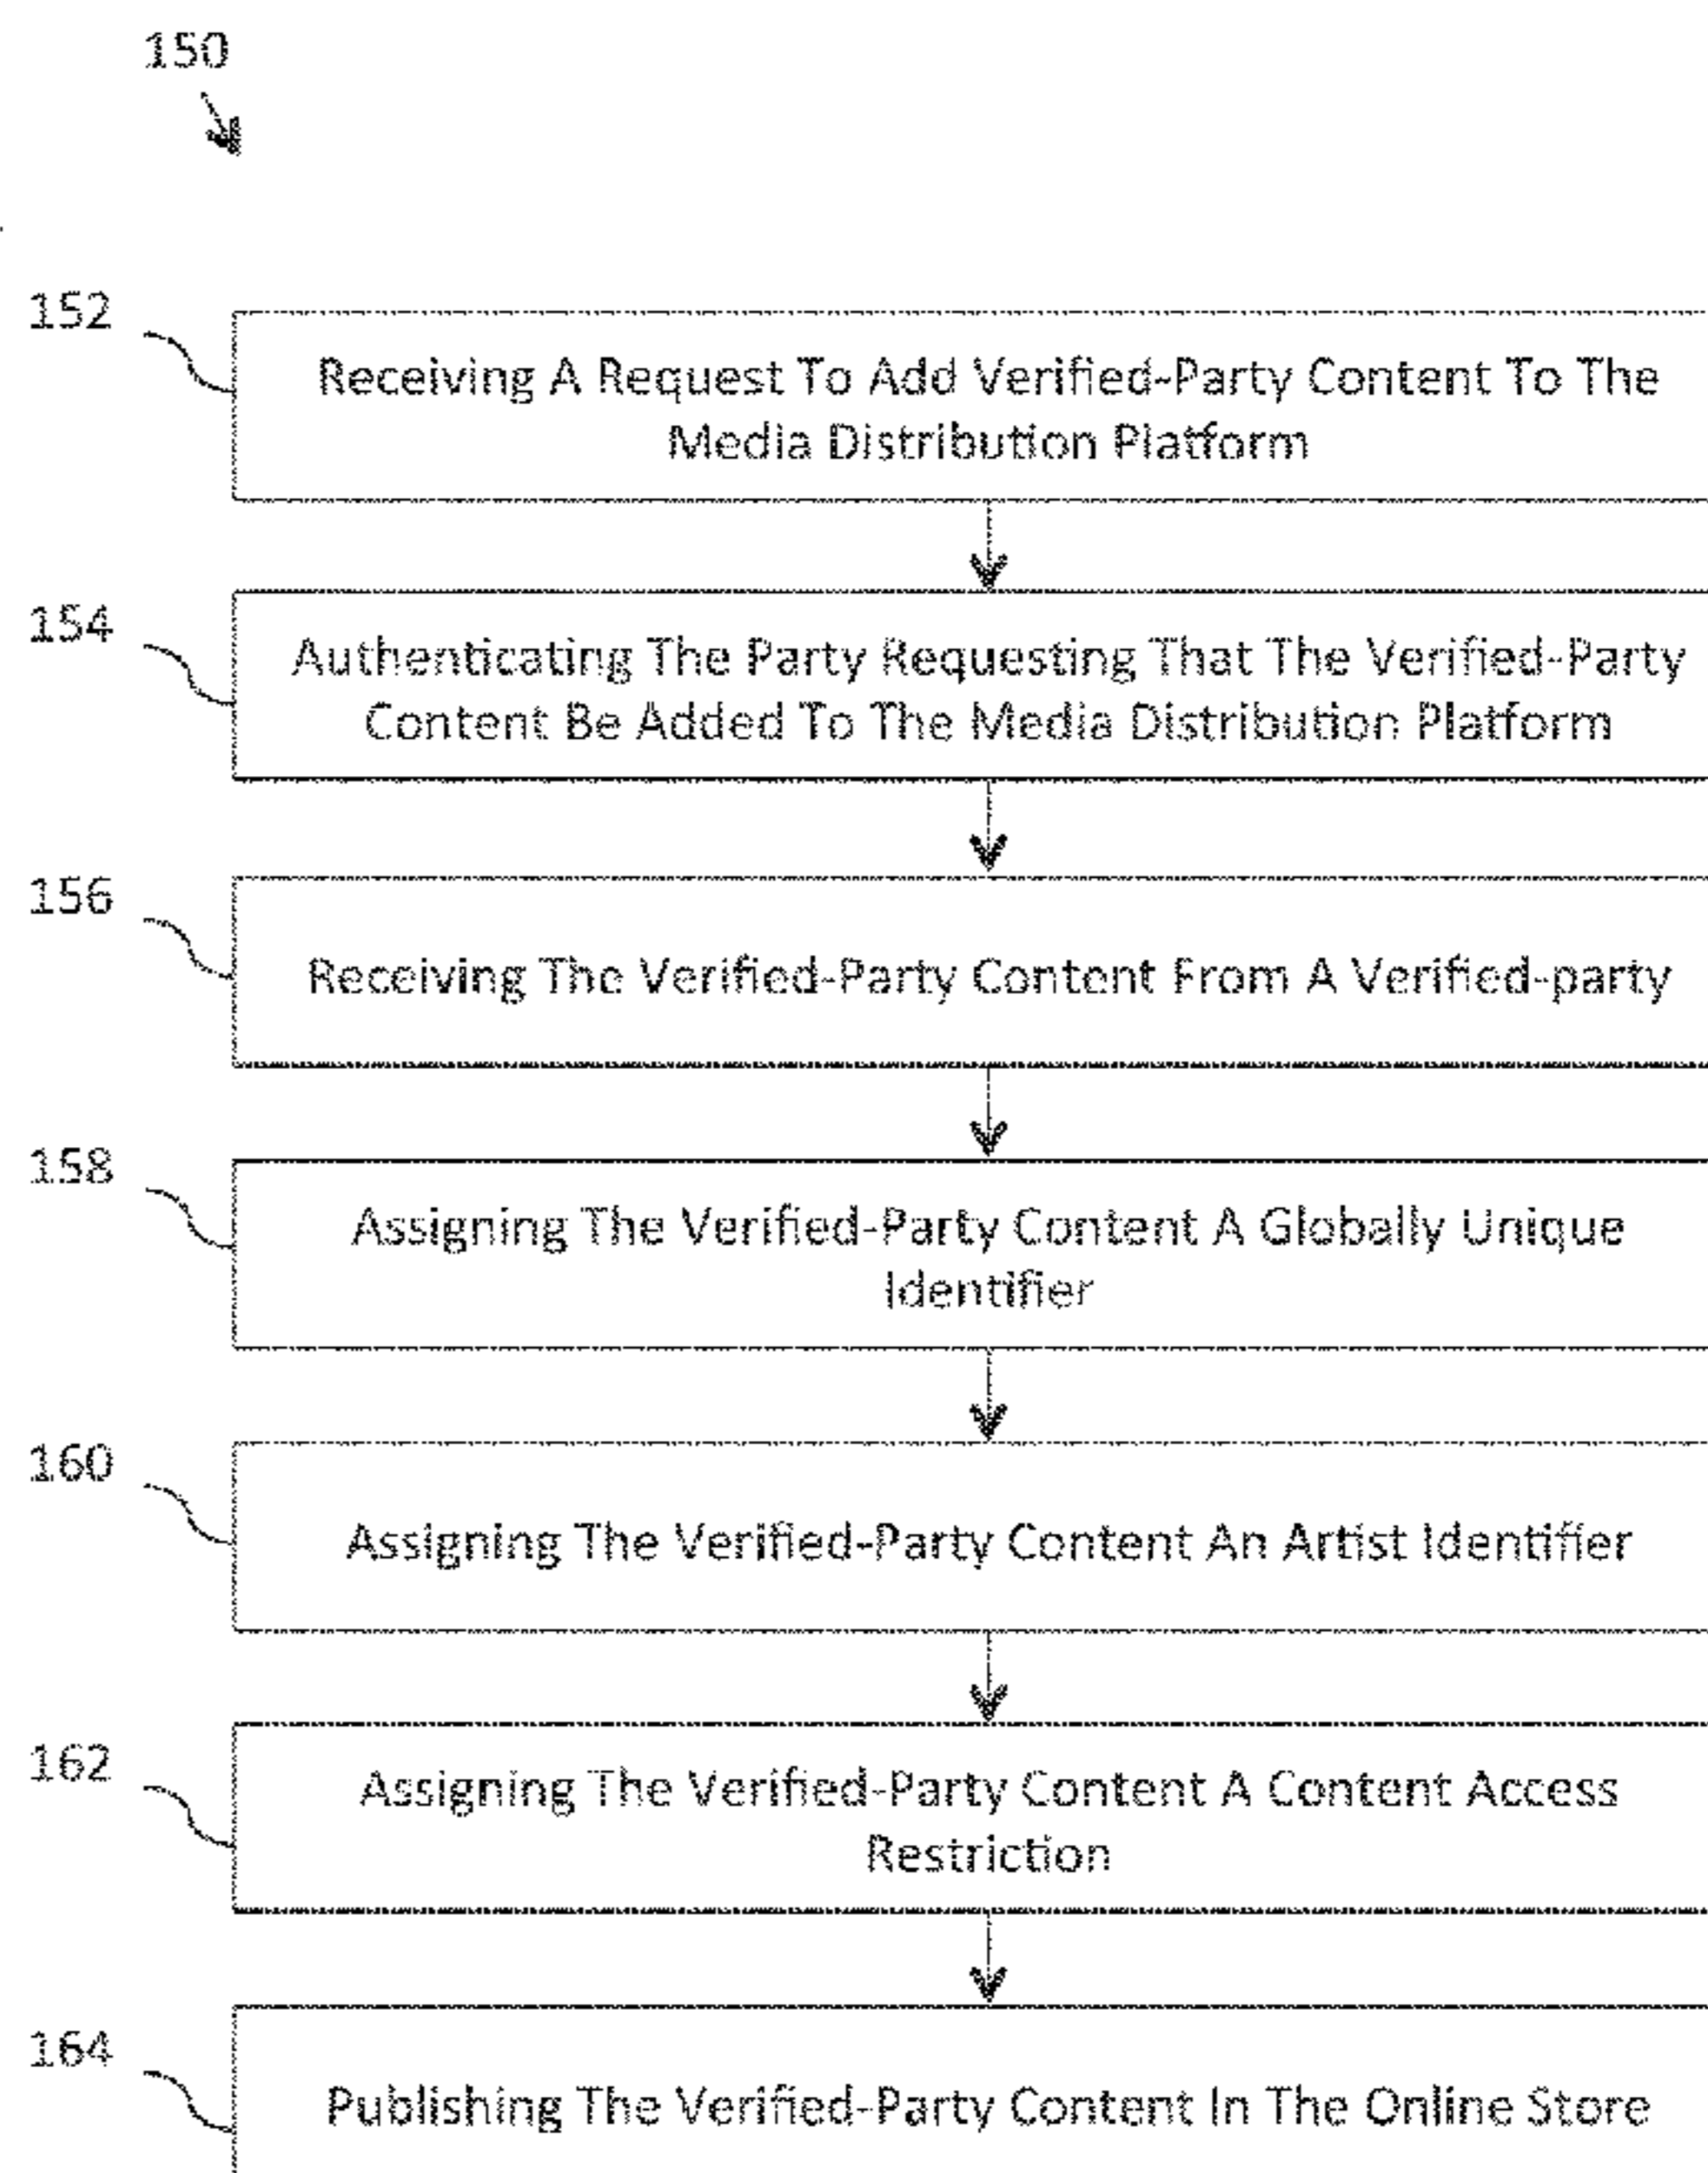 150
152
Receiving A Request To Add Verified-Party Content To The
Media Distribution Platform
154
Authenticating The Party Requesting That The Verified-Party
Content Be Added To The Media Distribution Platform
156
Receiving The Verified-Party Content From A Verified-party
158
Assigning The Verified-Party Content A Globally Unique
Identifier
160
Assigning The Verified-Party Content An Artist Identifier
162
Assigning The Verified-Party Content A Content Access
Restriction
164
Publishing The Verified-Party Content In The Online Store